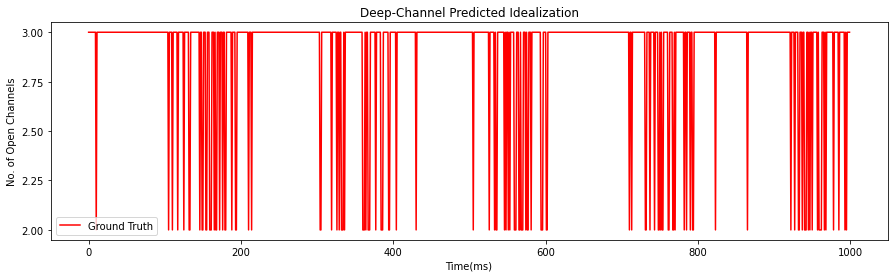 Deep-Channel Predicted Idealization
No. of Open Channels
3.00
2.75
2.50
2.25
2.00
Ground Truth
0
200
400
600
800
1000
Time(ms)